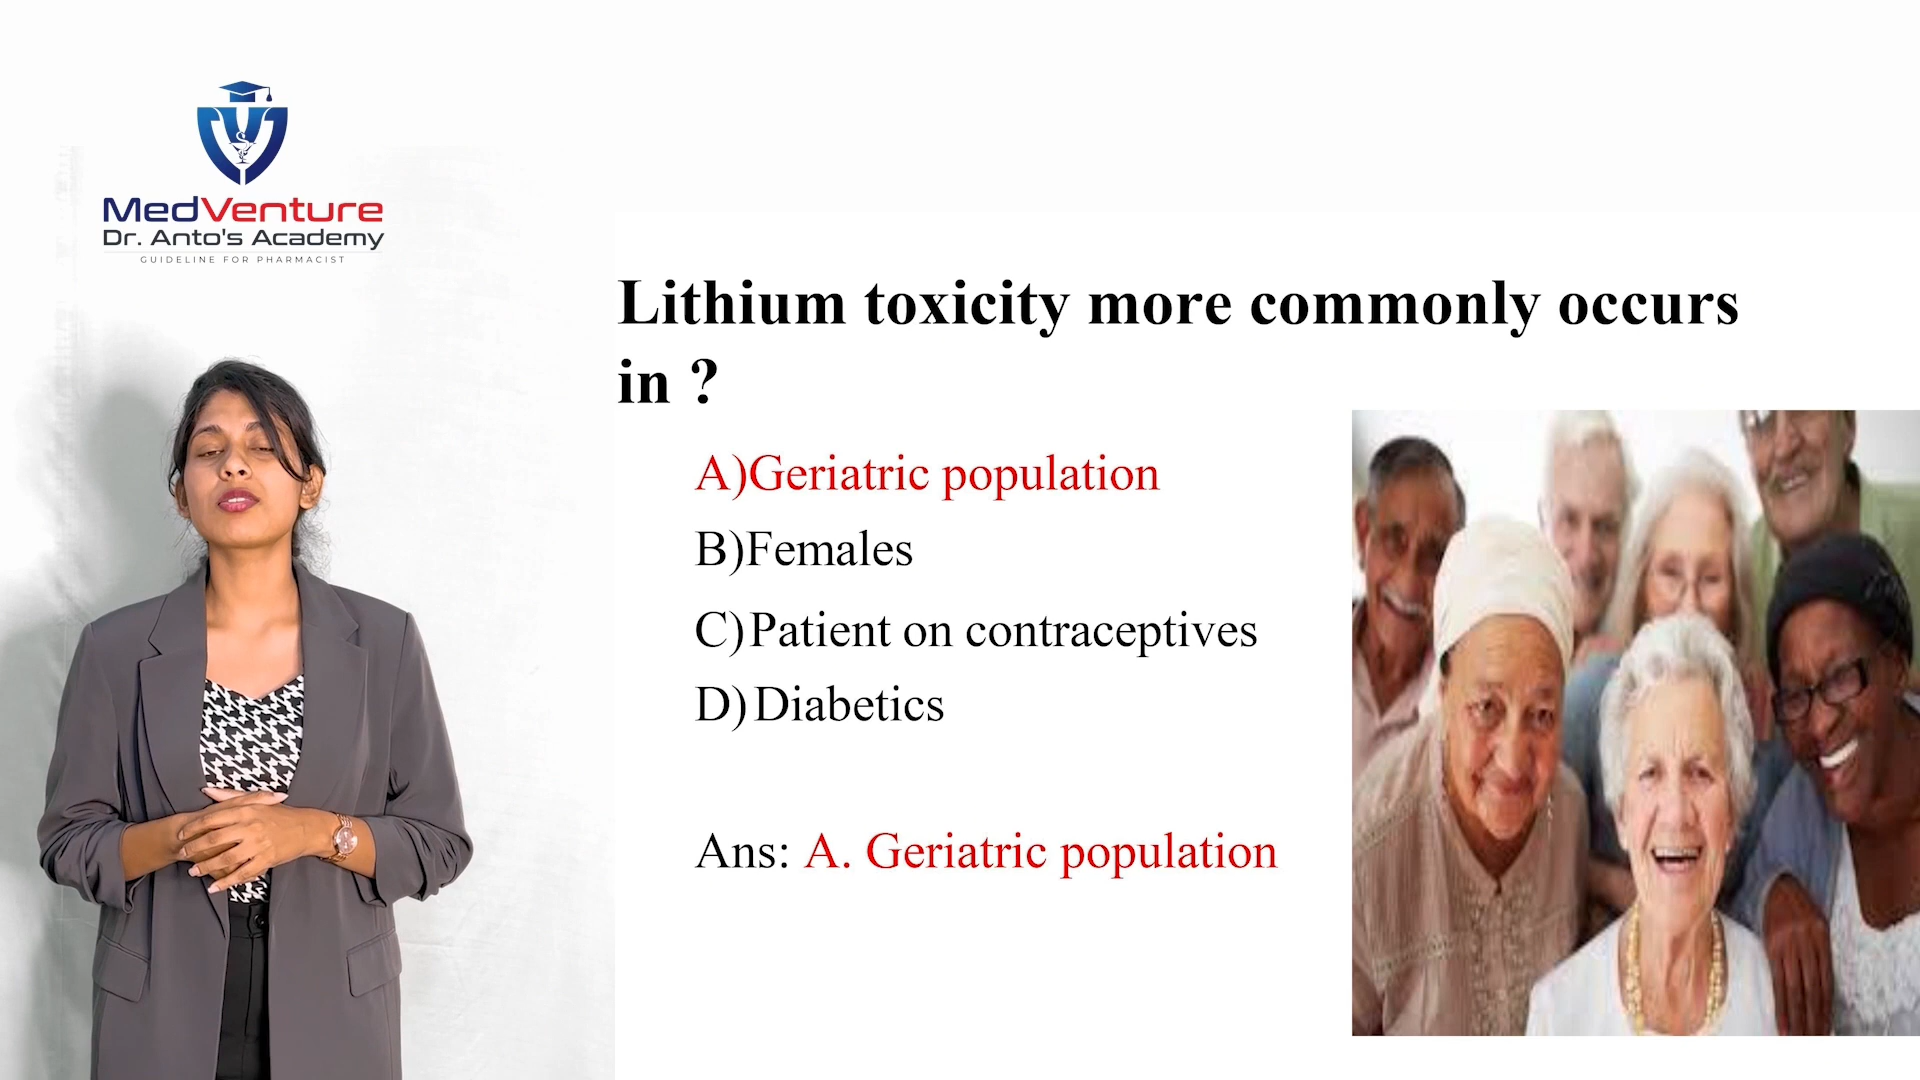 MedVenture
Dr. Anto's Academy
GUIDELINE FOR PHARMACIST
Lithium toxicity more commonly occurs
in ?
A)Geriatric population
B)Females
C)Patient on contraceptives
D)Diabetics
Ans: A. Geriatric population